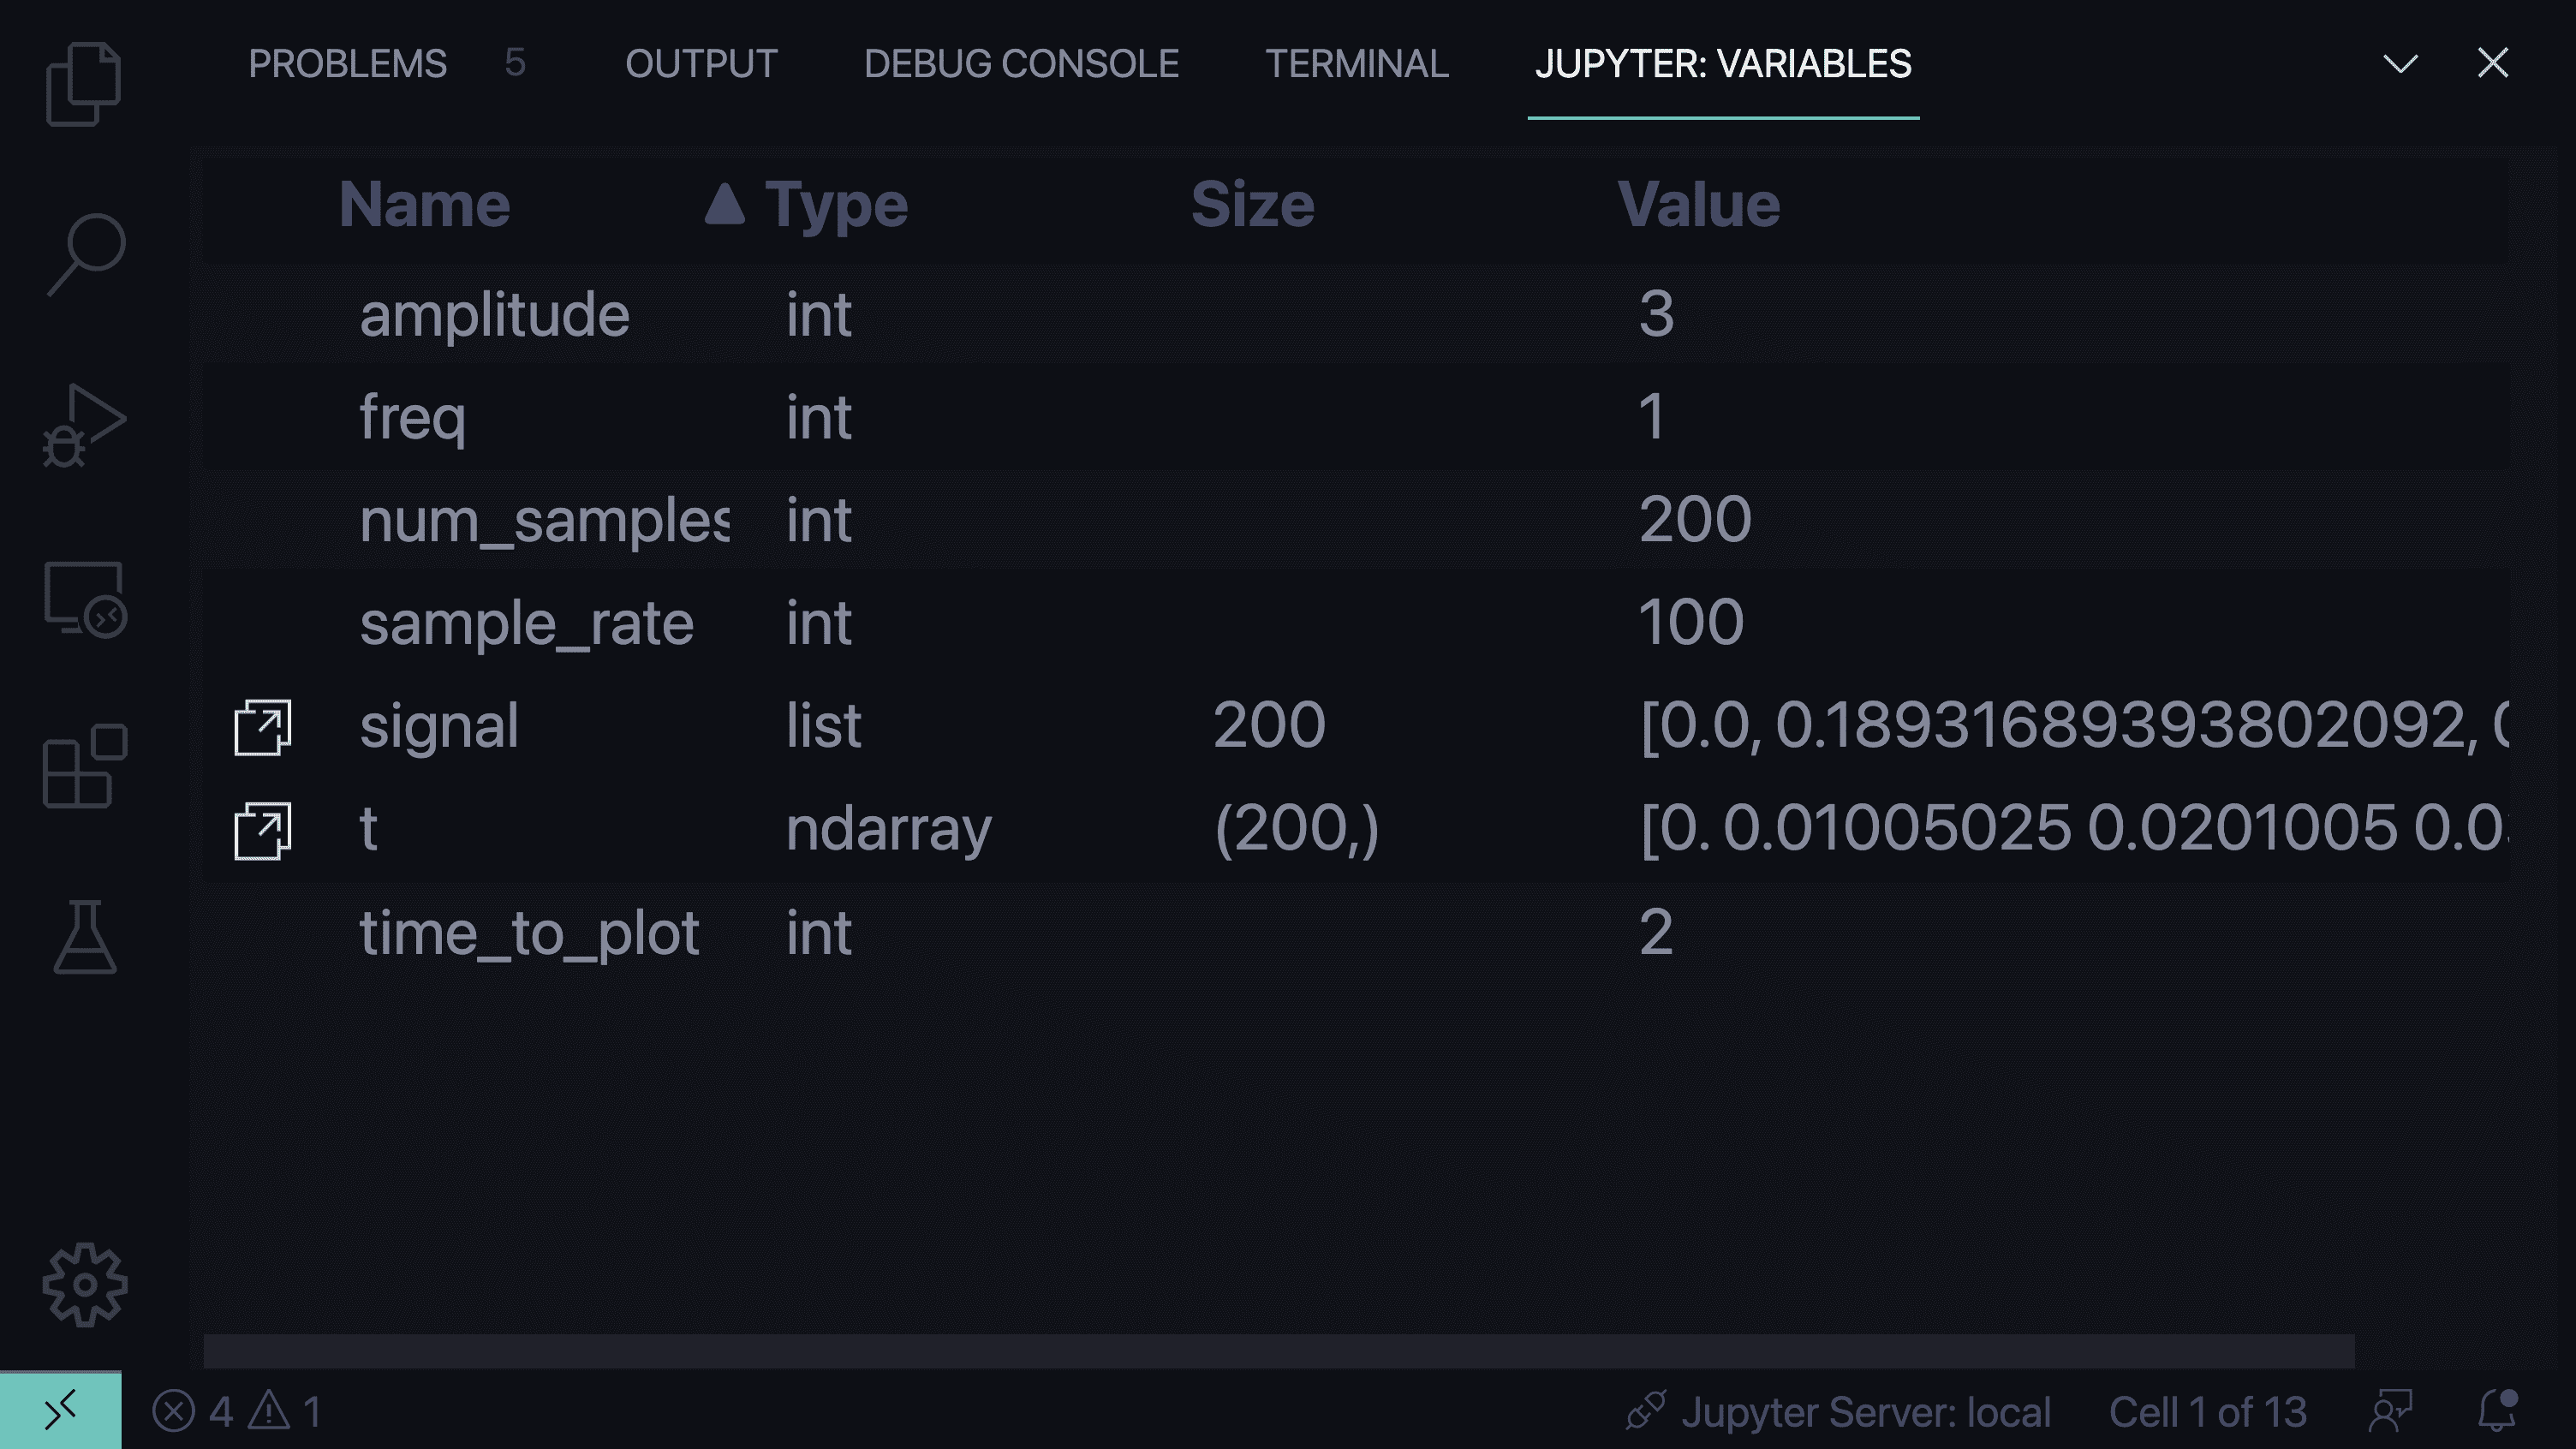 PROBLEMS 5 OUTPUT DEBUG CONSOLE TERMINAL JUPYTER: VARIABLES
Name Type Size Value
amplitude int 3
freq int 1
num_samples int 200
sample_rate int 100
signal list 200 [0.0, 0.18931689393802092, 0
t ndarray (200,) [0. 0.01005025 0.0201005 0.03
time_to_plot int 2
4 1 Jupyter Server: local Cell 1 of 13